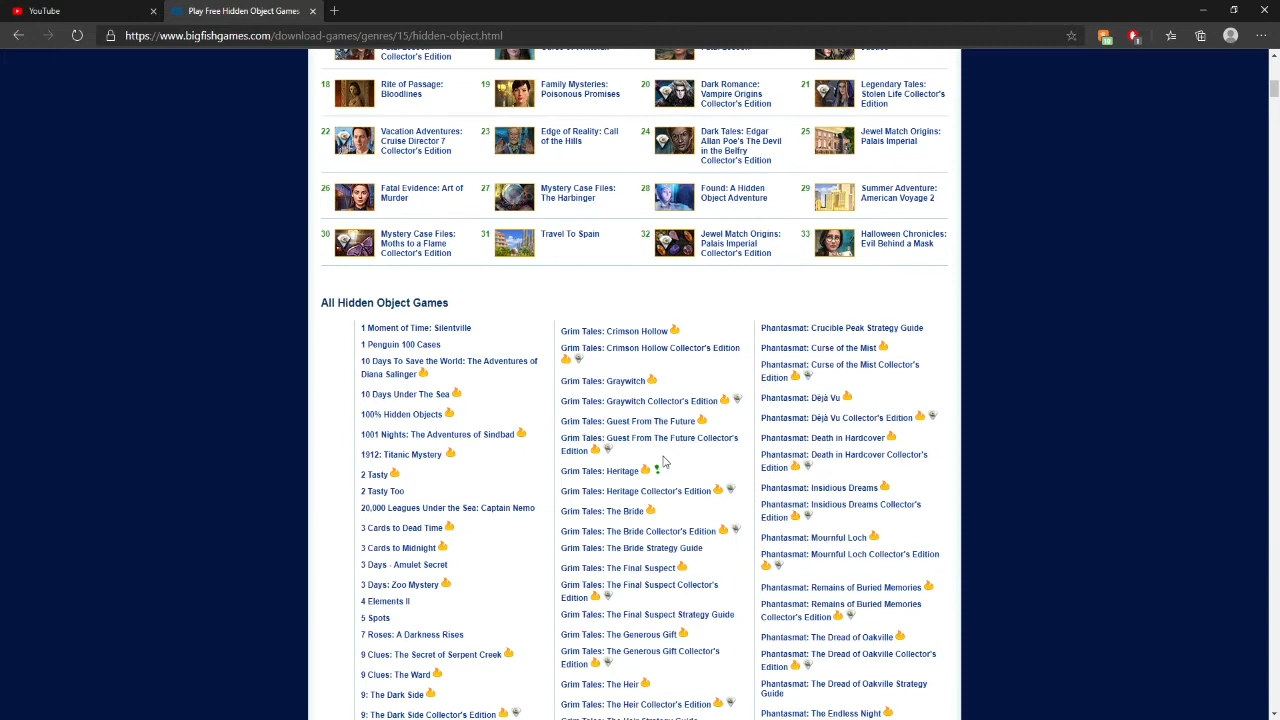 YouTube
Play Free Hidden Object Games
https://www.bigfishgames.com/download-games/genres/15/hidden-object.html
Collector's Edition
18 Rite of Passage: Bloodlines
19 Family Mysteries: Poisonous Promises
20 Dark Romance: Vampire Origins Collector's Edition
21 Legendary Tales: Stolen Life Collector's Edition
22 Vacation Adventures: Cruise Director 7 Collector's Edition
23 Edge of Reality: Call of the Hills
24 Dark Tales: Edgar Allan Poe's The Devil in the Belfry Collector's Edition
25 Jewel Match Origins: Palais Imperial
26 Fatal Evidence: Art of Murder
27 Mystery Case Files: The Harbinger
28 Found: A Hidden Object Adventure
29 Summer Adventure: American Voyage 2
30 Mystery Case Files: Moths to a Flame Collector's Edition
31 Travel To Spain
32 Jewel Match Origins: Palais Imperial Collector's Edition
33 Halloween Chronicles: Evil Behind a Mask
All Hidden Object Games
1 Moment of Time: Silentville
1 Penguin 100 Cases
10 Days To Save the World: The Adventures of
Diana Salinger
10 Days Under The Sea
100% Hidden Objects
1001 Nights: The Adventures of Sindbad
1912: Titanic Mystery
2 Tasty
2 Tasty Too
20,000 Leagues Under the Sea: Captain Nemo
3 Cards to Dead Time
3 Cards to Midnight
3 Days - Amulet Secret
3 Days: Zoo Mystery
4 Elements II
5 Spots
7 Roses: A Darkness Rises
9 Clues: The Secret of Serpent Creek
9 Clues: The Ward
9: The Dark Side
9: The Dark Side Collector's Edition
Grim Tales: Crimson Hollow
Grim Tales: Crimson Hollow Collector's Edition
Grim Tales: Graywitch
Grim Tales: Graywitch Collector's Edition
Grim Tales: Guest From The Future
Grim Tales: Guest From The Future Collector's
Edition
Grim Tales: Heritage
Grim Tales: Heritage Collector's Edition
Grim Tales: The Bride
Grim Tales: The Bride Collector's Edition
Grim Tales: The Bride Strategy Guide
Grim Tales: The Final Suspect
Grim Tales: The Final Suspect Collector's
Edition
Grim Tales: The Final Suspect Strategy Guide
Grim Tales: The Generous Gift
Grim Tales: The Generous Gift Collector's
Edition
Grim Tales: The Heir
Grim Tales: The Heir Collector's Edition
Phantasmat: Crucible Peak Strategy Guide
Phantasmat: Curse of the Mist
Phantasmat: Curse of the Mist Collector's
Edition
Phantasmat: Déjà Vu
Phantasmat: Déjà Vu Collector's Edition
Phantasmat: Death in Hardcover
Phantasmat: Death in Hardcover Collector's
Edition
Phantasmat: Insidious Dreams
Phantasmat: Insidious Dreams Collector's
Edition
Phantasmat: Mournful Loch
Phantasmat: Mournful Loch Collector's Edition
Phantasmat: Remains of Buried Memories
Phantasmat: Remains of Buried Memories
Collector's Edition
Phantasmat: The Dread of Oakville
Phantasmat: The Dread of Oakville Collector's
Edition
Phantasmat: The Dread of Oakville Strategy
Guide
Phantasmat: The Endless Night